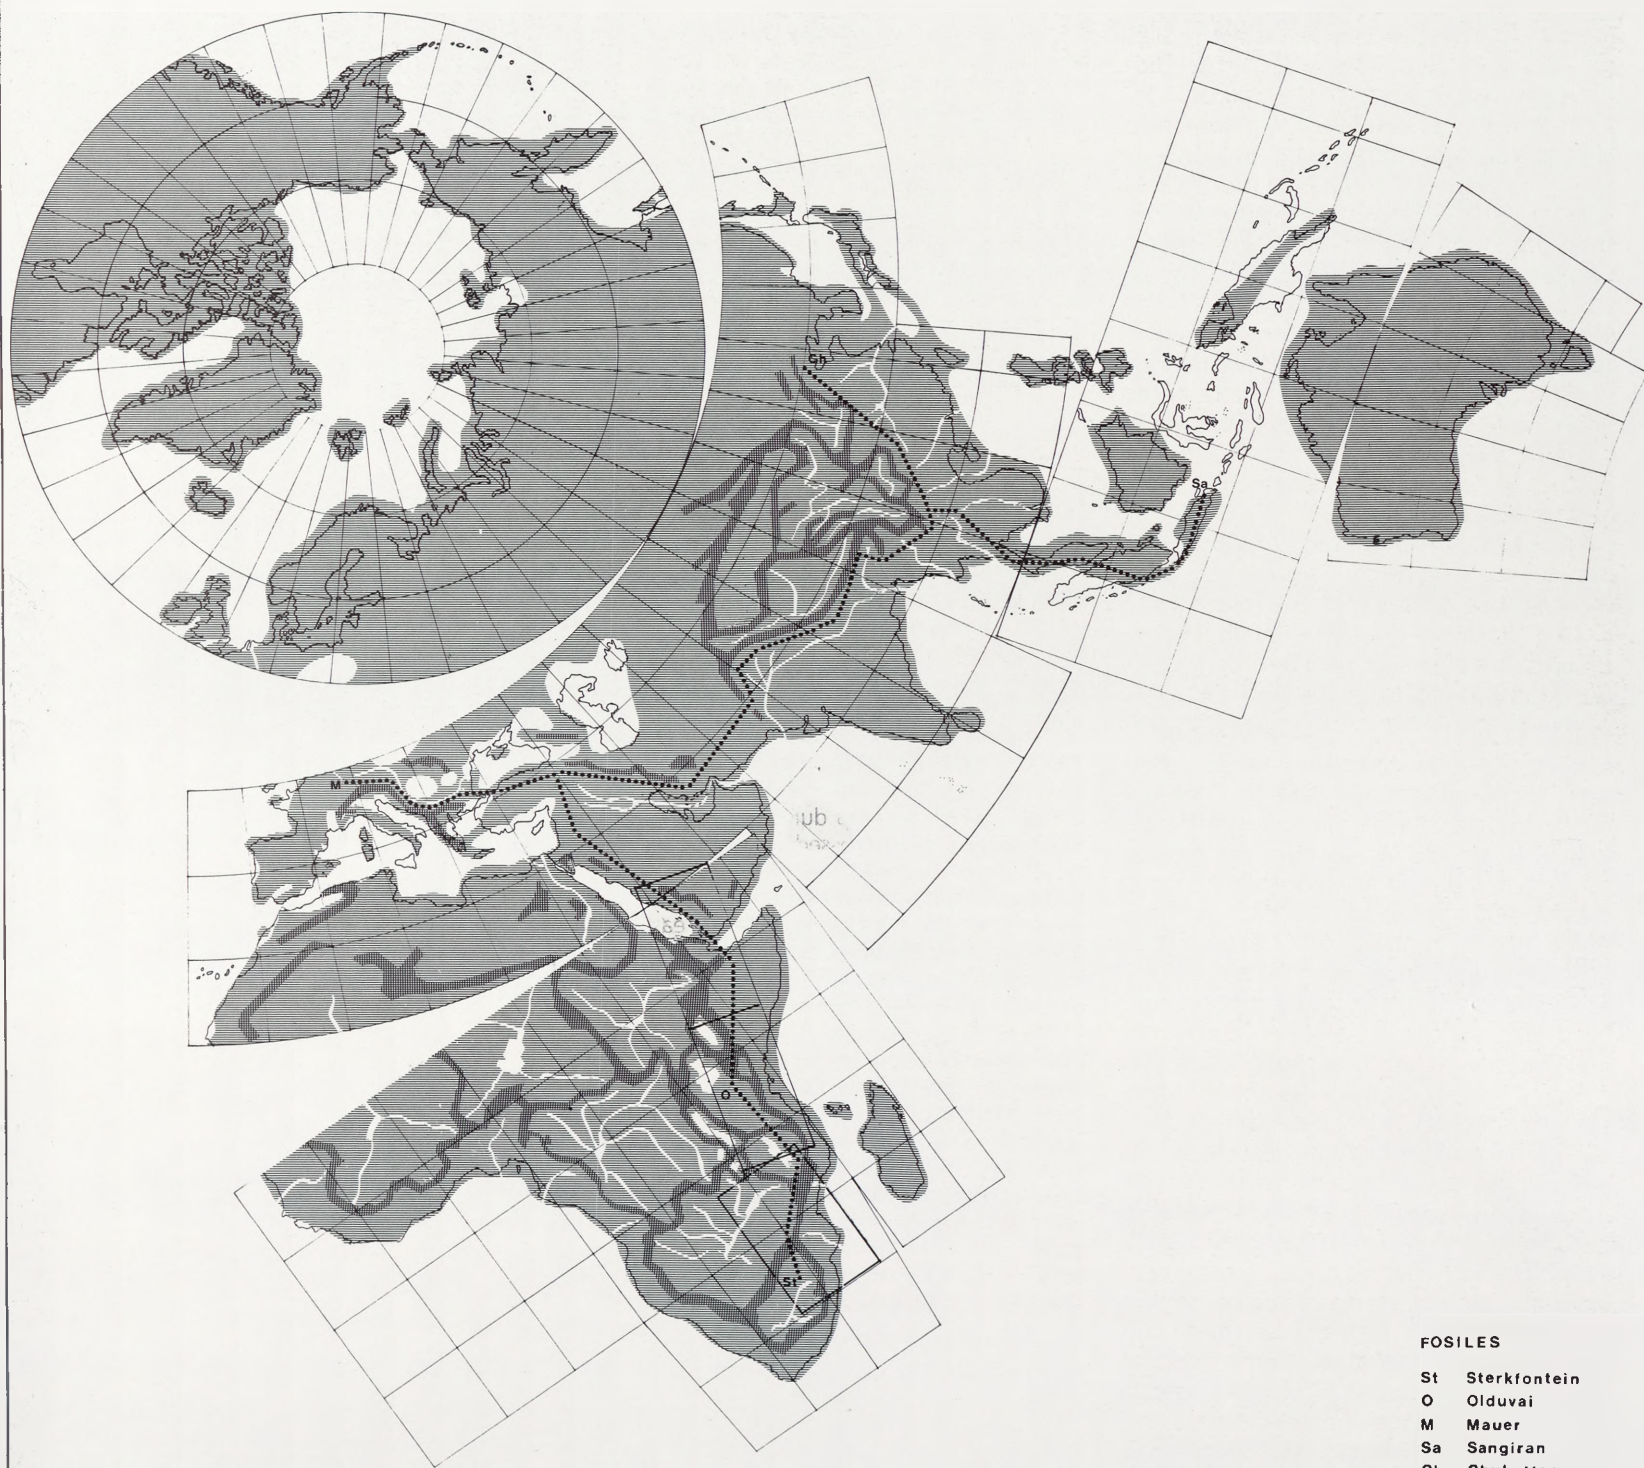 Ch
Sa
M
O
St
FOSILES
St Sterkfontein
O Olduvai
M Mauer
Sa Sangiran